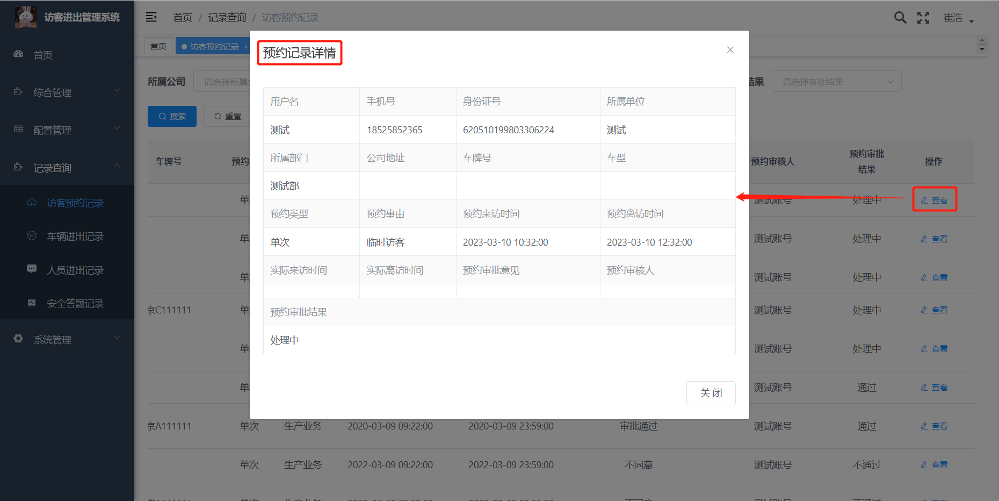 访客进出管理系统
首页 / 记录查询 / 访客预约记录
崔浩
首页
综合管理
配置管理
记录查询
访客预约记录
车辆进出记录
人员进出记录
安全答题记录
系统管理
首页
访客预约记录 ×
所属公司
请选择所属
结果
请选择审批结果
搜索
重置
预约记录详情
用户名 手机号 身份证号 所属单位
测试 18525852365 620510199803306224 测试
所属部门 公司地址 车牌号 车型
测试部
预约类型 预约事由 预约来访时间 预约离访时间
单次 临时访客 2023-03-10 10:32:00 2023-03-10 12:32:00
实际来访时间 实际离访时间 预约审批意见 预约审核人
预约审批结果
处理中
关 闭
车牌号 预约 预约审核人 预约审批结果 操作
单 测试账号 处理中 查看
单 测试账号 处理中 查看
单 测试账号 处理中 查看
京C111111 单 测试账号 处理中 查看
单 测试账号 处理中 查看
单 测试账号 通过 查看
京A111111 单次 生产业务 2020-03-09 09:22:00 2020-03-09 23:59:00 审批通过 测试账号 通过 查看
单次 生产业务 2022-03-09 09:22:00 2022-03-09 23:59:00 不同意 测试账号 不通过 查看